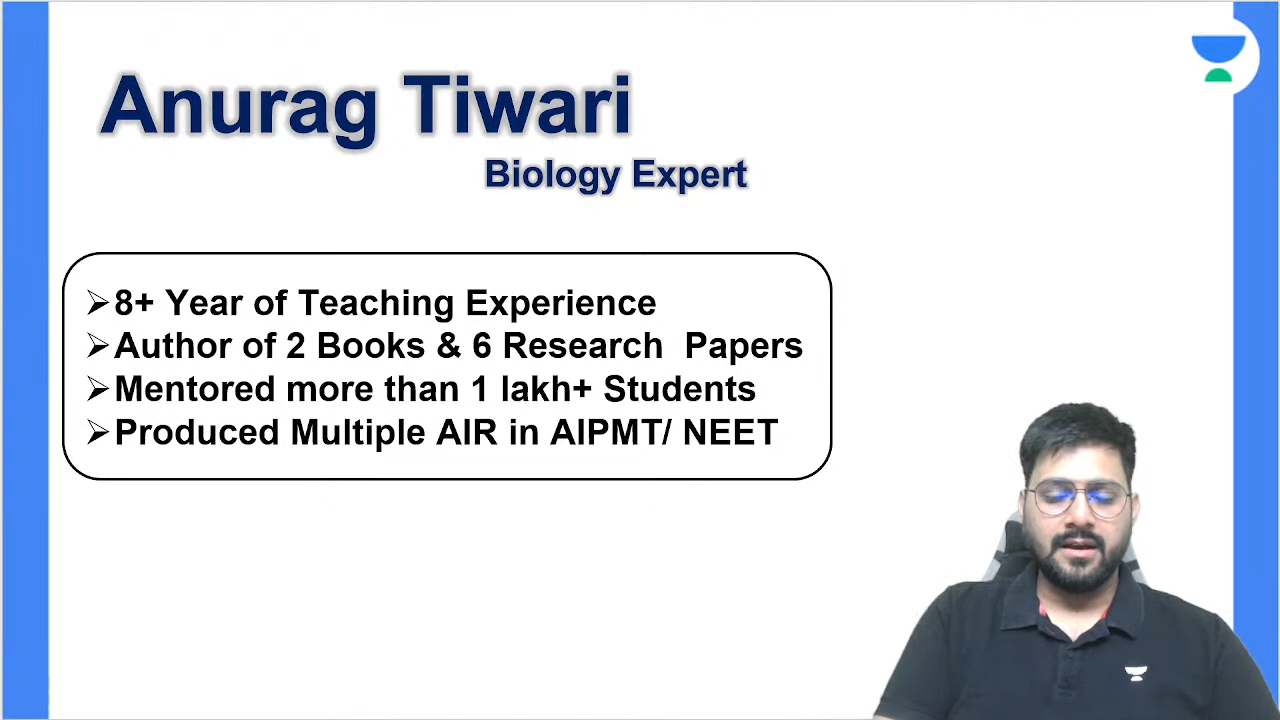 Anurag Tiwari
Biology Expert
➢8+ Year of Teaching Experience
➢Author of 2 Books & 6 Research  Papers
➢Mentored more than 1 lakh+ Students
➢Produced Multiple AIR in AIPMT/ NEET